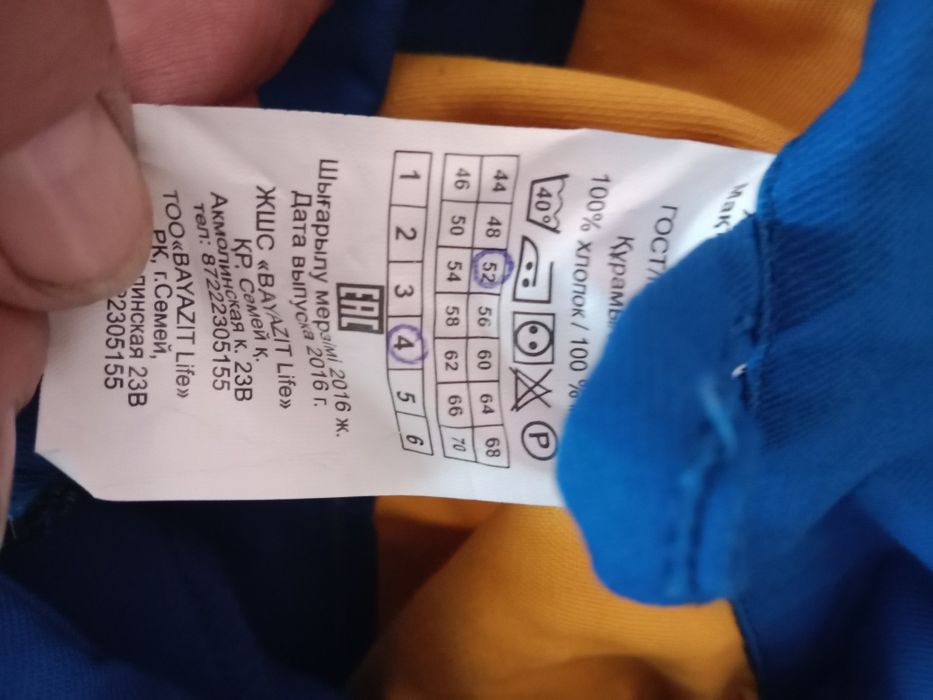 ГОСТ
Құрамы
100% хлопок / 100 %
40°
P
44 48 52 56 60 64 68
46 50 54 58 62 66 70
1 2 3 4 5 6
EAC
Шығарылу мерзімі 2016 ж.
Дата выпуска 2016 г.
ЖШС «BAYAZIT Life»
ҚР. Семей қ.
Акмолинская к. 23В
тел: 87222305155
ТОО«BAYAZIT Life»
РК, г.Семей,
линская 23В
22305155